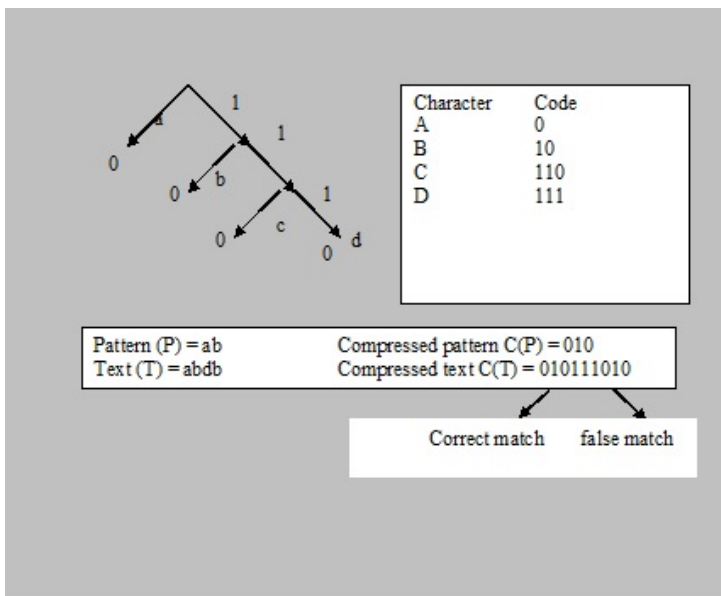 a
1
1
0
b
0
1
c
0
0
d
Character Code
A 0
B 10
C 110
D 111
Pattern (P) = ab Compressed pattern C(P) = 010
Text (T) = abdb Compressed text C(T) = 010111010
Correct match false match